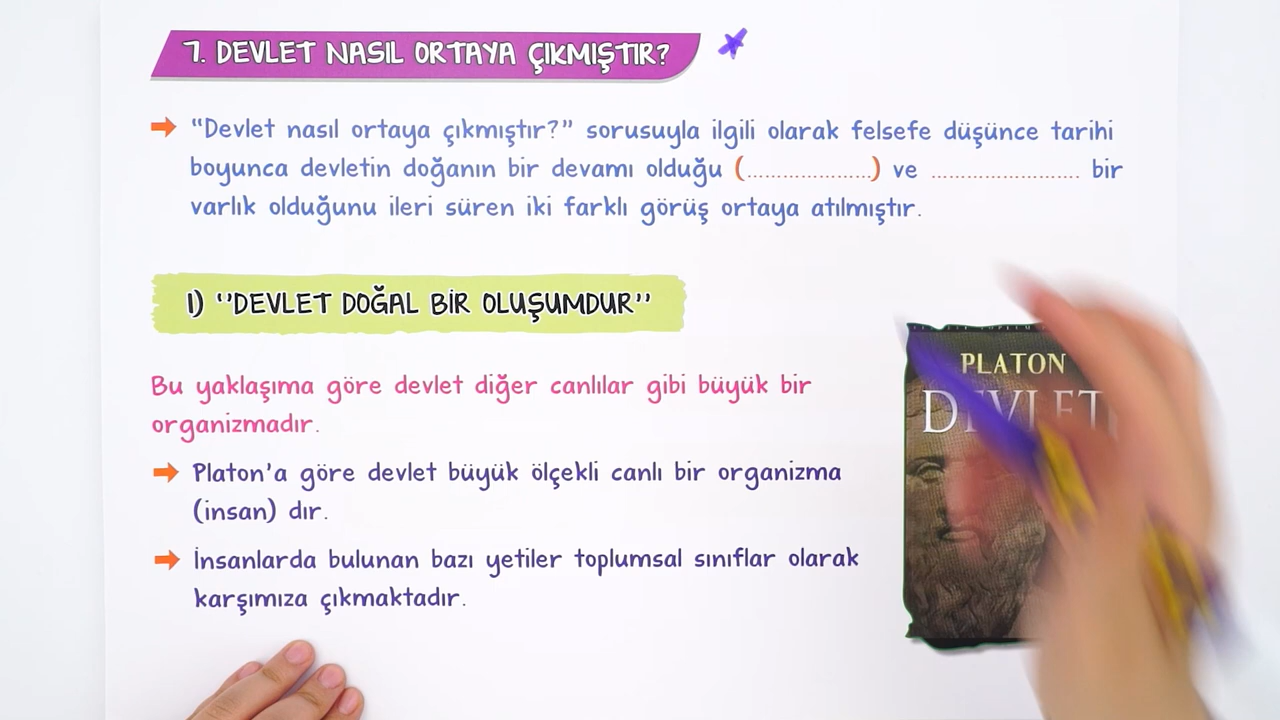 7. DEVLET NASIL ORTAYA ÇIKMIŞTIR?
"Devlet nasıl ortaya çıkmıştır?" sorusuyla ilgili olarak felsefe düşünce tarihi
boyunca devletin doğanın bir devamı olduğu (.....................) ve ......................... bir
varlık olduğunu ileri süren iki farklı görüş ortaya atılmıştır.
I) "DEVLET DOĞAL BİR OLUŞUMDUR"
Bu yaklaşıma göre devlet diğer canlılar gibi büyük bir
organizmadır.
Platon'a göre devlet büyük ölçekli canlı bir organizma
(insan) dır.
İnsanlarda bulunan bazı yetiler toplumsal sınıflar olarak
karşımıza çıkmaktadır.
PLATON
DEVLET